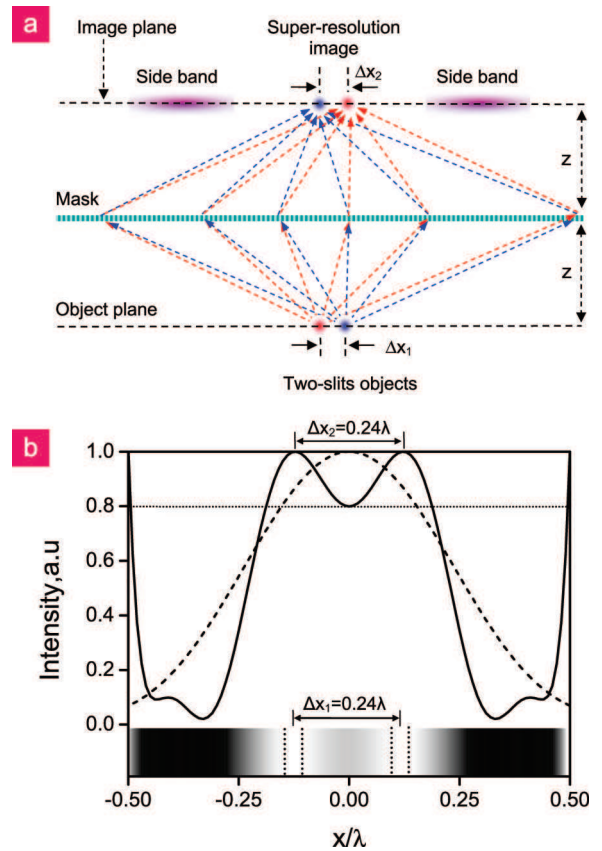 a
Image plane
Super-resolution
image
Side band
Δx₂
Side band
z
Mask
z
Object plane
Δx₁
Two-slits objects
b
Δx₂=0.24λ
1.0
0.8
0.6
0.4
0.2
0.0
Intensity,a.u
Δx₁=0.24λ
-0.50
-0.25
0.00
0.25
0.50
x/λ